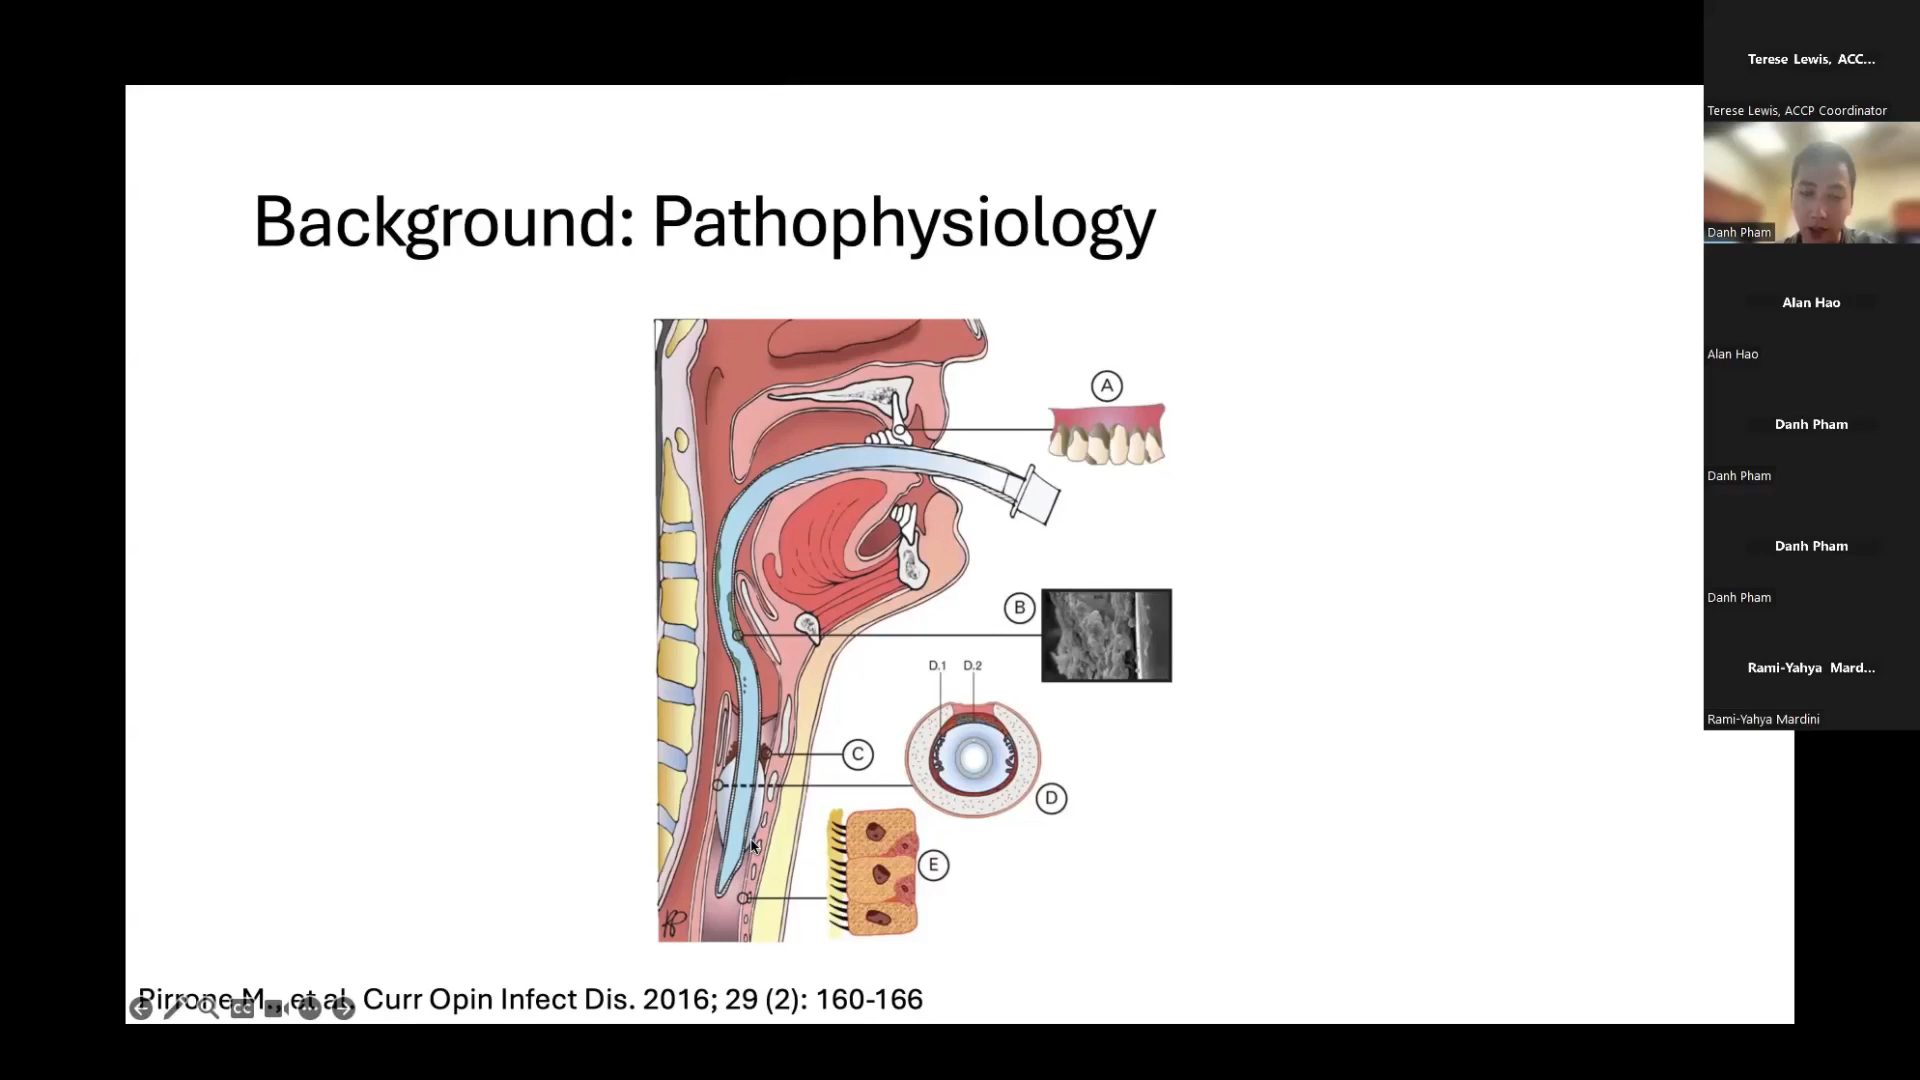 Background: Pathophysiology
A
B
D.1 D.2
C
D
E
Pirrone M., et al. Curr Opin Infect Dis. 2016; 29 (2): 160-166
CC
Terese Lewis, ACC...
Terese Lewis, ACCP Coordinator
Danh Pham
Alan Hao
Alan Hao
Danh Pham
Danh Pham
Danh Pham
Danh Pham
Rami-Yahya Mard...
Rami-Yahya Mardini